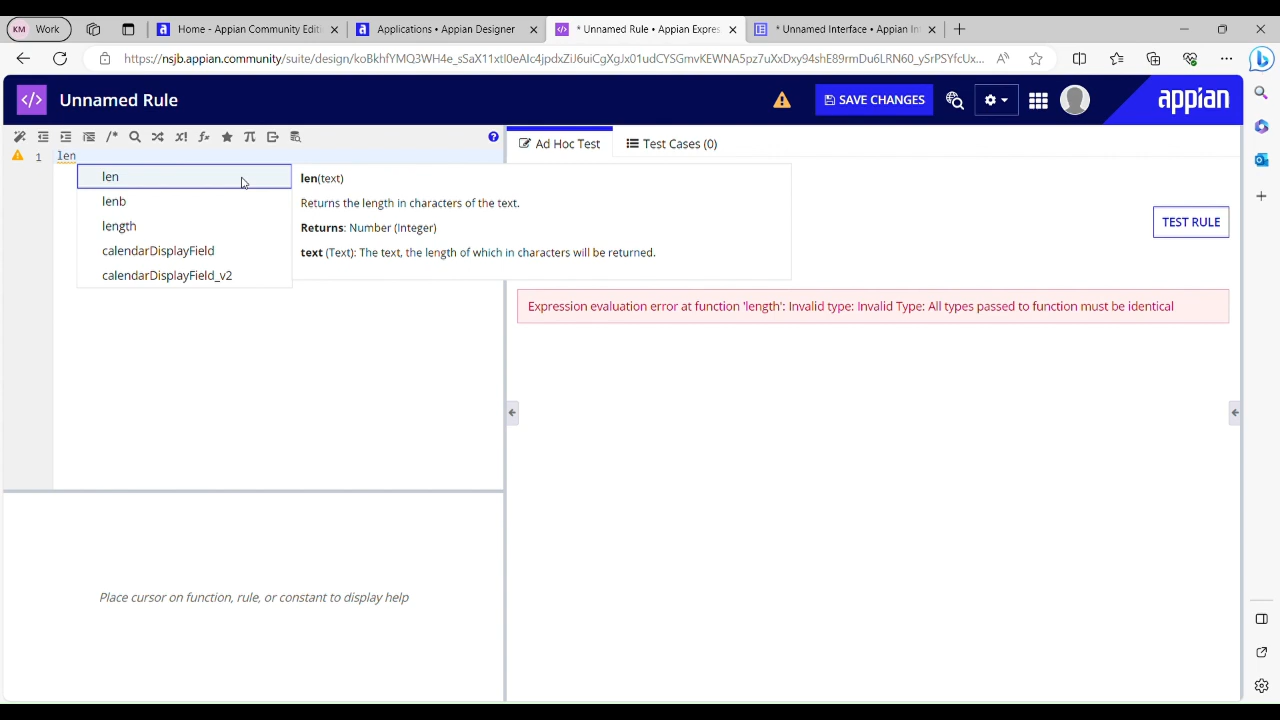 KM Work
Home - Appian Community Editi
Applications • Appian Designer
* Unnamed Rule • Appian Expres
* Unnamed Interface • Appian In
https://nsjb.appian.community/suite/design/
Unnamed Rule
SAVE CHANGES
appian
1 len
len
lenb
length
calendarDisplayField
calendarDisplayField_v2
len(text)
Returns the length in characters of the text.
Returns: Number (Integer)
text (Text): The text, the length of which in characters will be returned.
Ad Hoc Test
Test Cases (0)
TEST RULE
Expression evaluation error at function 'length': Invalid type: Invalid Type: All types passed to function must be identical
Place cursor on function, rule, or constant to display help